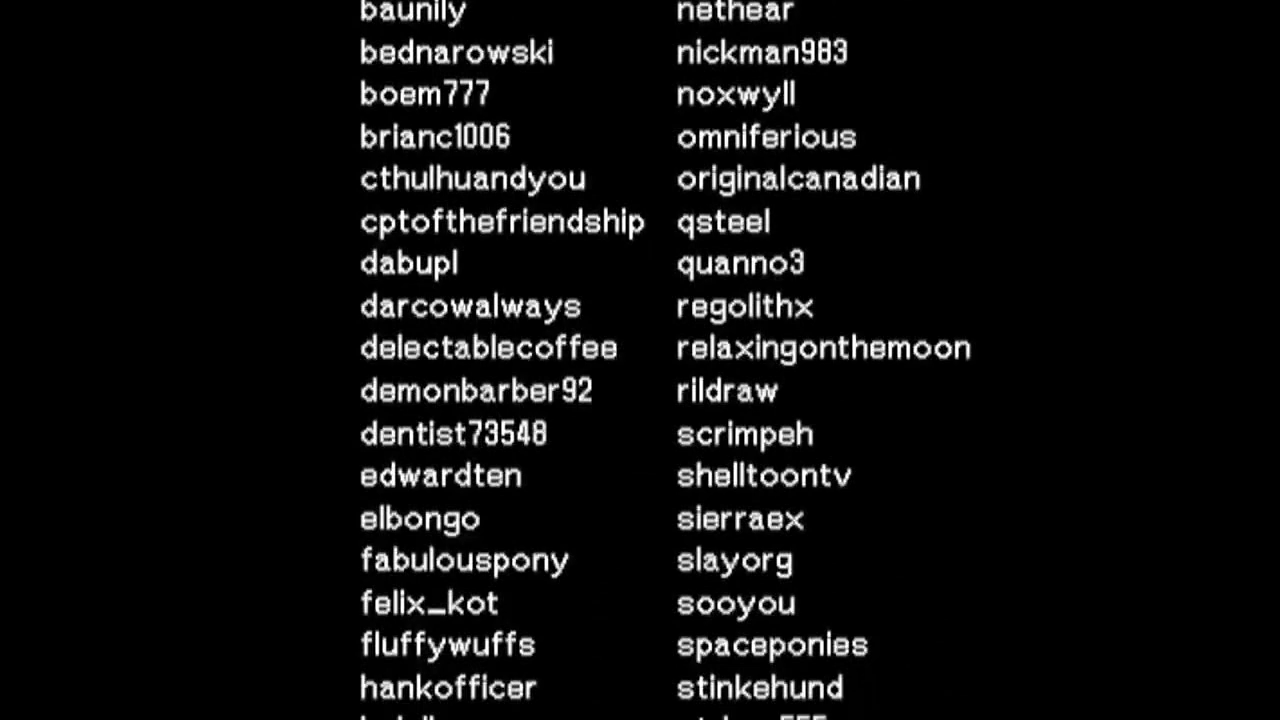 baunily nethear
bednarowski nickman983
boem777 noxwyll
brianc1006 omniferious
cthulhuandyou originalcanadian
cptofthefriendship qsteel
dabupl quanno3
darcowalways regolithx
delectablecoffee relaxingonthemoon
demonbarber92 rildraw
dentist73548 scrimpeh
edwardten shelltoontv
elbongo sierraex
fabulouspony slayorg
felix_kot sooyou
fluffywuffs spaceponies
hankofficer stinkehund